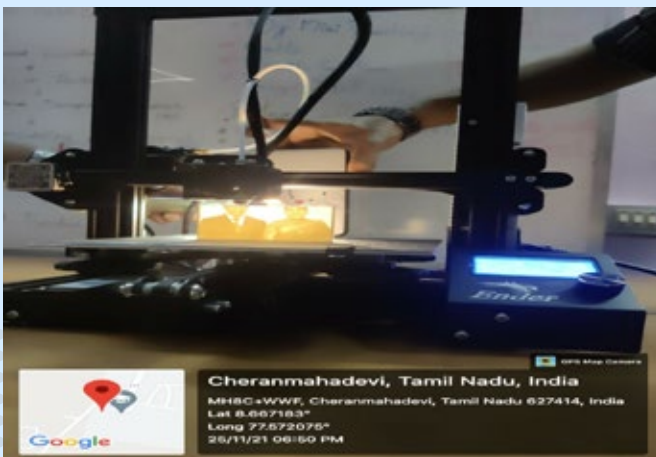 Ender
GPS Map Camera
Cheranmahadevi, Tamil Nadu, India
MH8C+WWF, Cheranmahadevi, Tamil Nadu 627414, India
Lat 8.667183°
Long 77.572075°
25/11/21 06:50 PM
Google